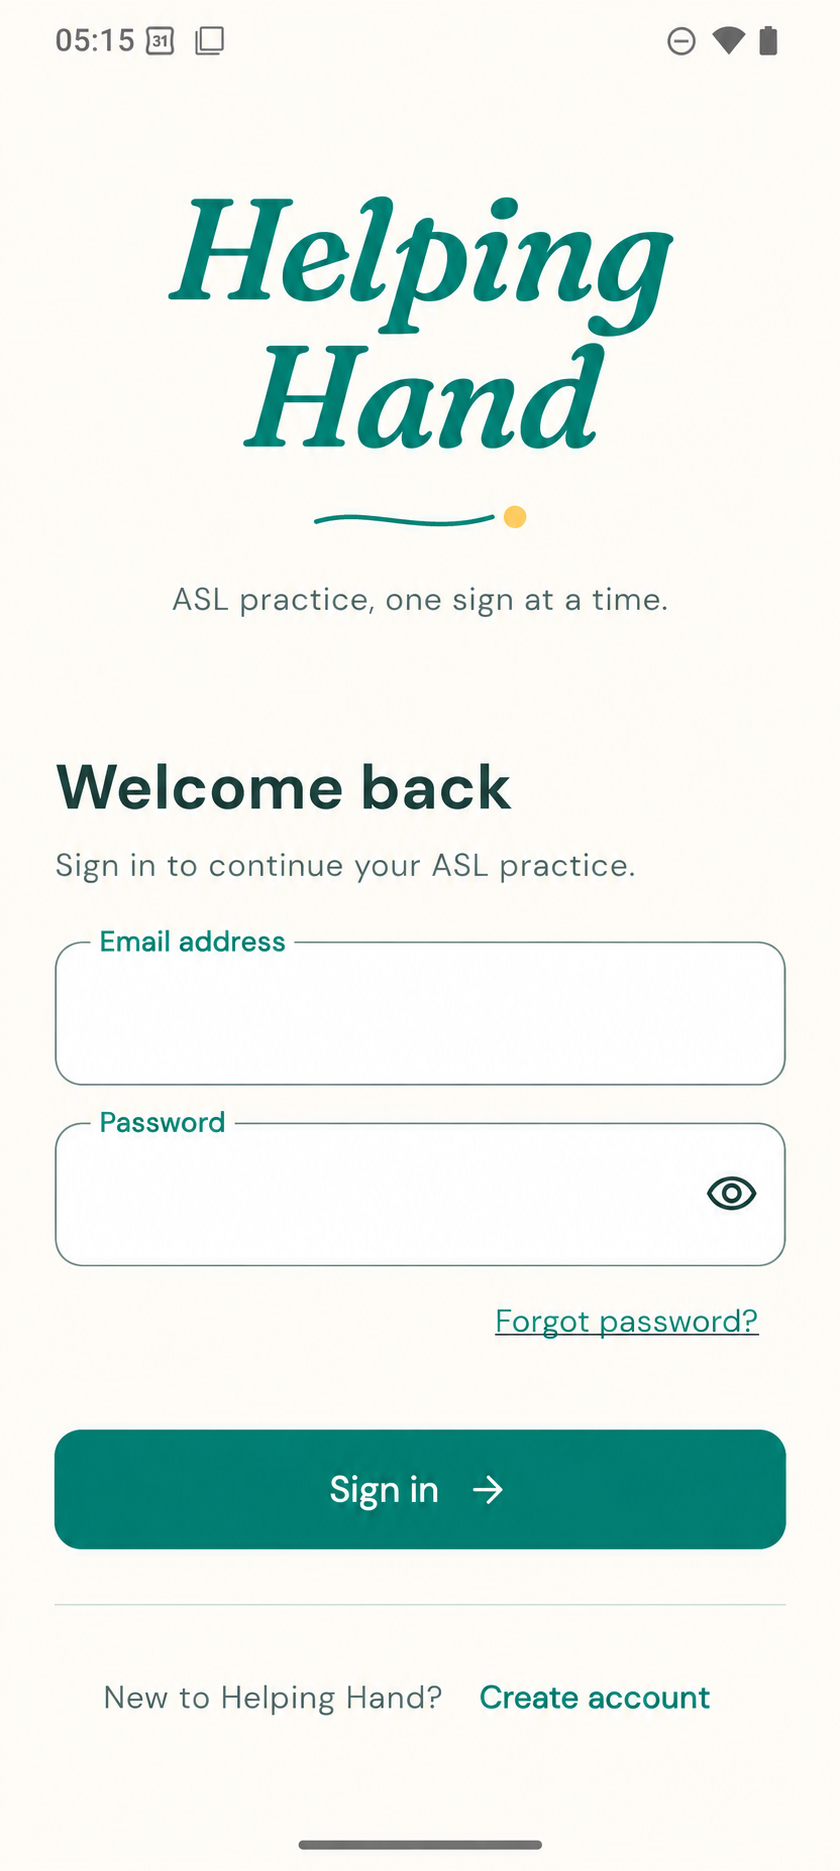 05:15 31
Helping
Hand
ASL practice, one sign at a time.
Welcome back
Sign in to continue your ASL practice.
Email address
Password
Forgot password?
Sign in
New to Helping Hand? Create account